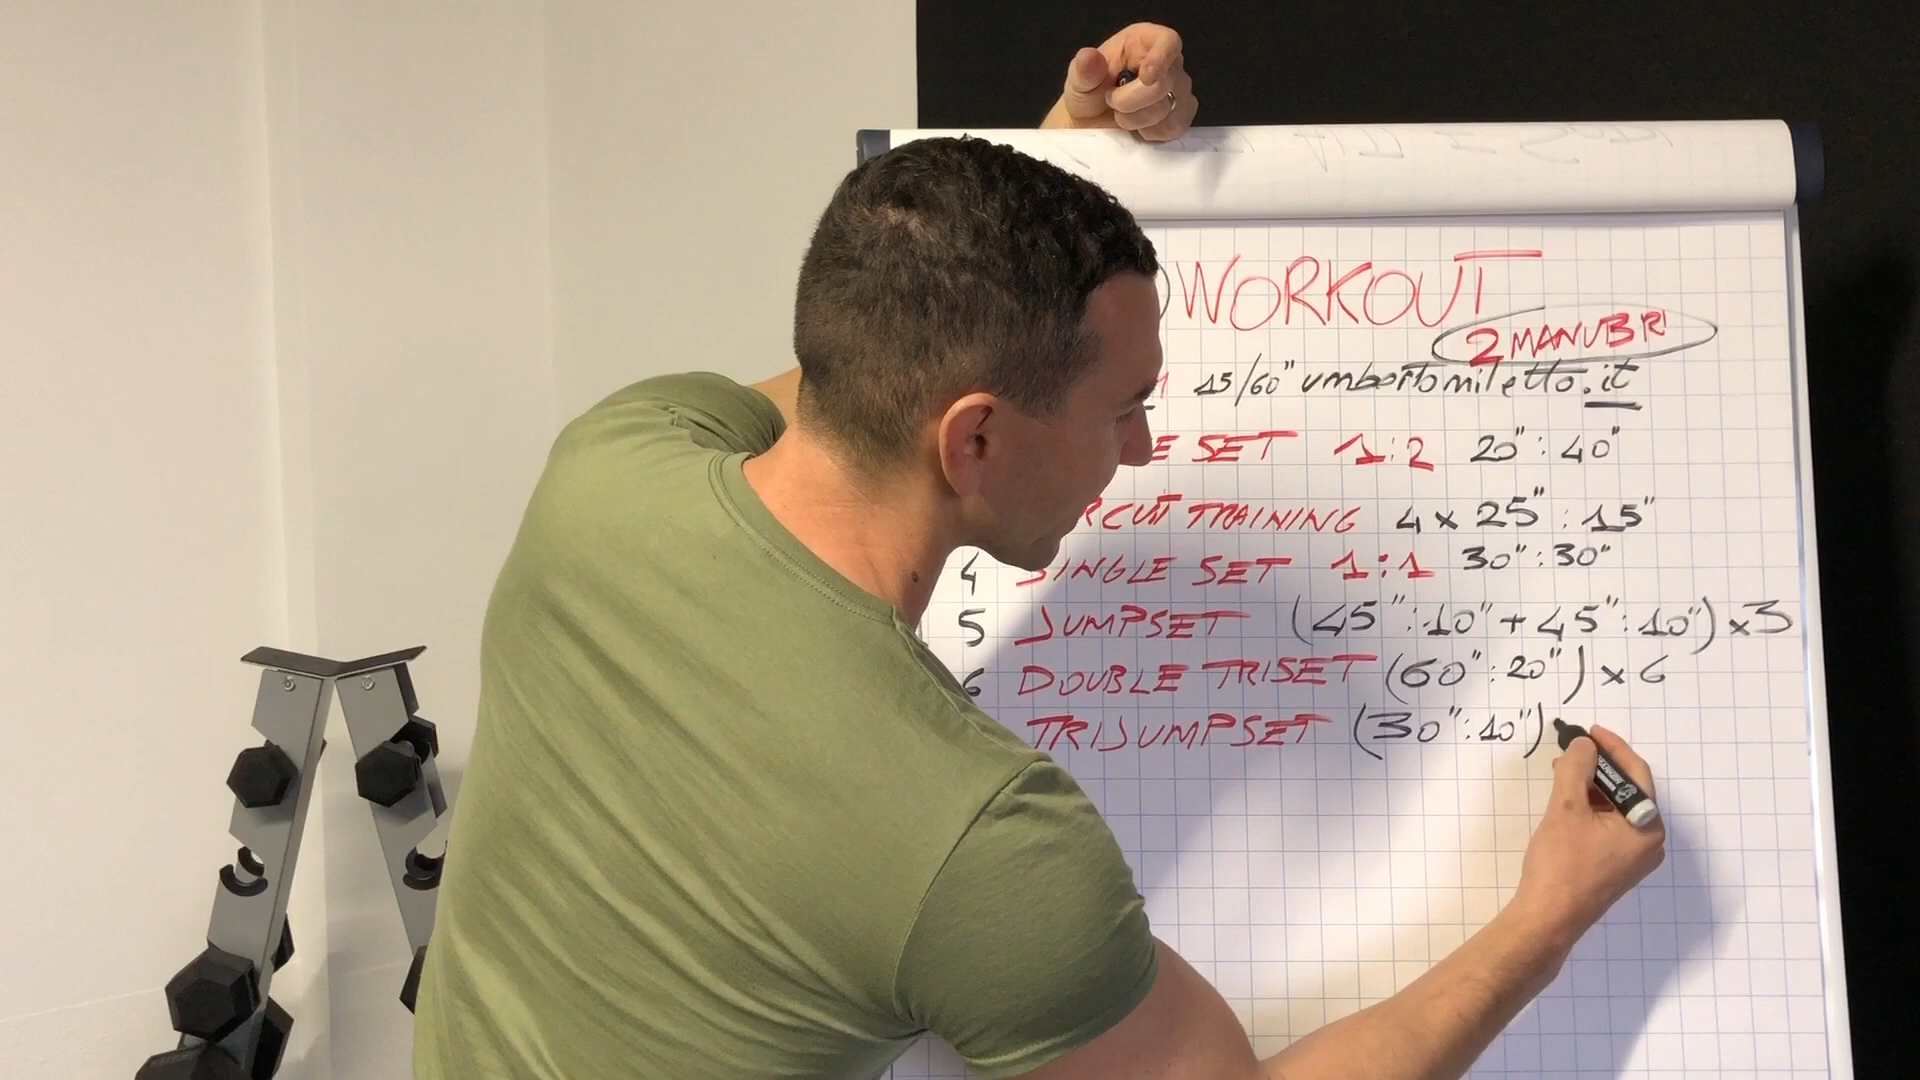 WORKOUT
2 MANUBRI
15/60" umbertomiletto.it
SET 1:2 20":40"
TRAINING 4 x 25" : 15"
4 SINGLE SET 1:1 30":30"
5 JUMPSET (45":10" + 45":10") x 3
6 DOUBLE TRISET (60":20") x 6
TRIJUMPSET (30":10")